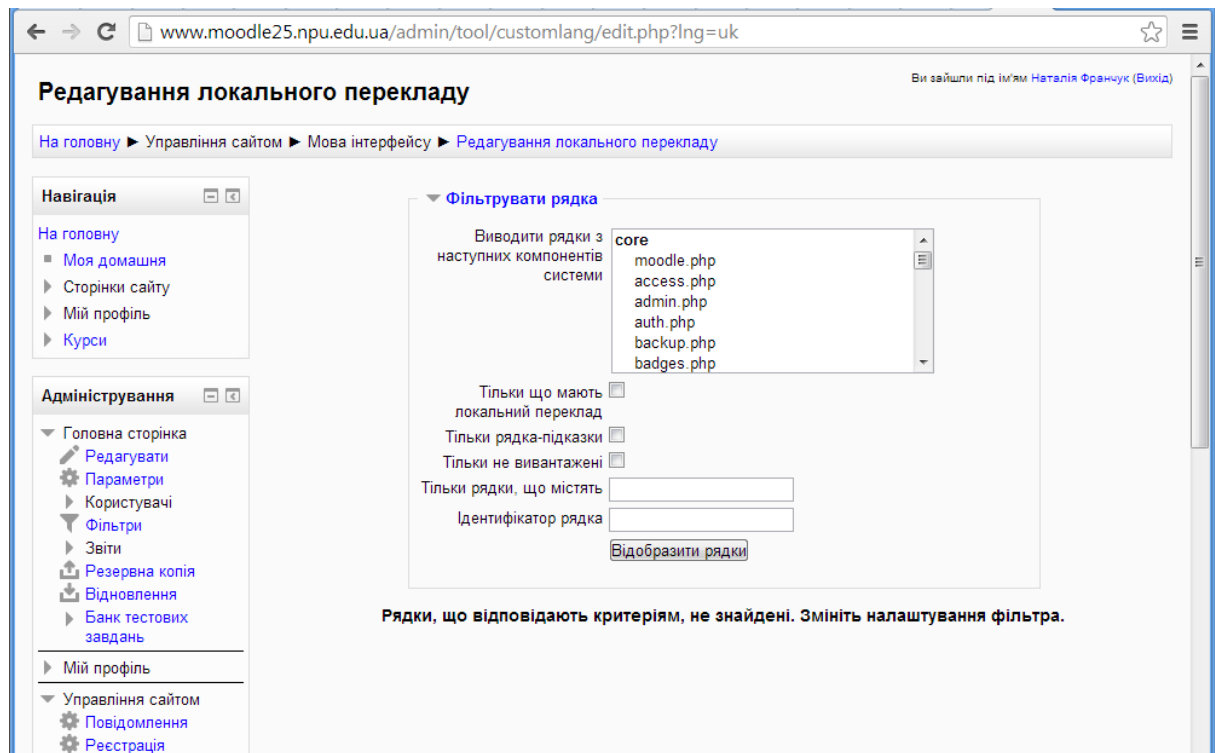 www.moodle25.npu.edu.ua/admin/tool/customlang/edit.php?lng=uk
Ви зайшли під ім'ям Наталія Франчук (Вихід)
Редагування локального перекладу
На головну ► Управління сайтом ► Мова інтерфейсу ► Редагування локального перекладу
Навігація
На головну
Моя домашня
Сторінки сайту
Мій профіль
Курси
Адміністрування
Головна сторінка
Редагувати
Параметри
Користувачі
Фільтри
Звіти
Резервна копія
Відновлення
Банк тестових
завдань
Мій профіль
Управління сайтом
Повідомлення
Реєстрація
Фільтрувати рядка
Виводити рядки з
наступних компонентів
системи
core
moodle.php
access.php
admin.php
auth.php
backup.php
badges.php
Тільки що мають
локальний переклад
Тільки рядка-підказки
Тільки не вивантажені
Тільки рядки, що містять
Ідентифікатор рядка
Відобразити рядки
Рядки, що відповідають критеріям, не знайдені. Змініть налаштування фільтра.